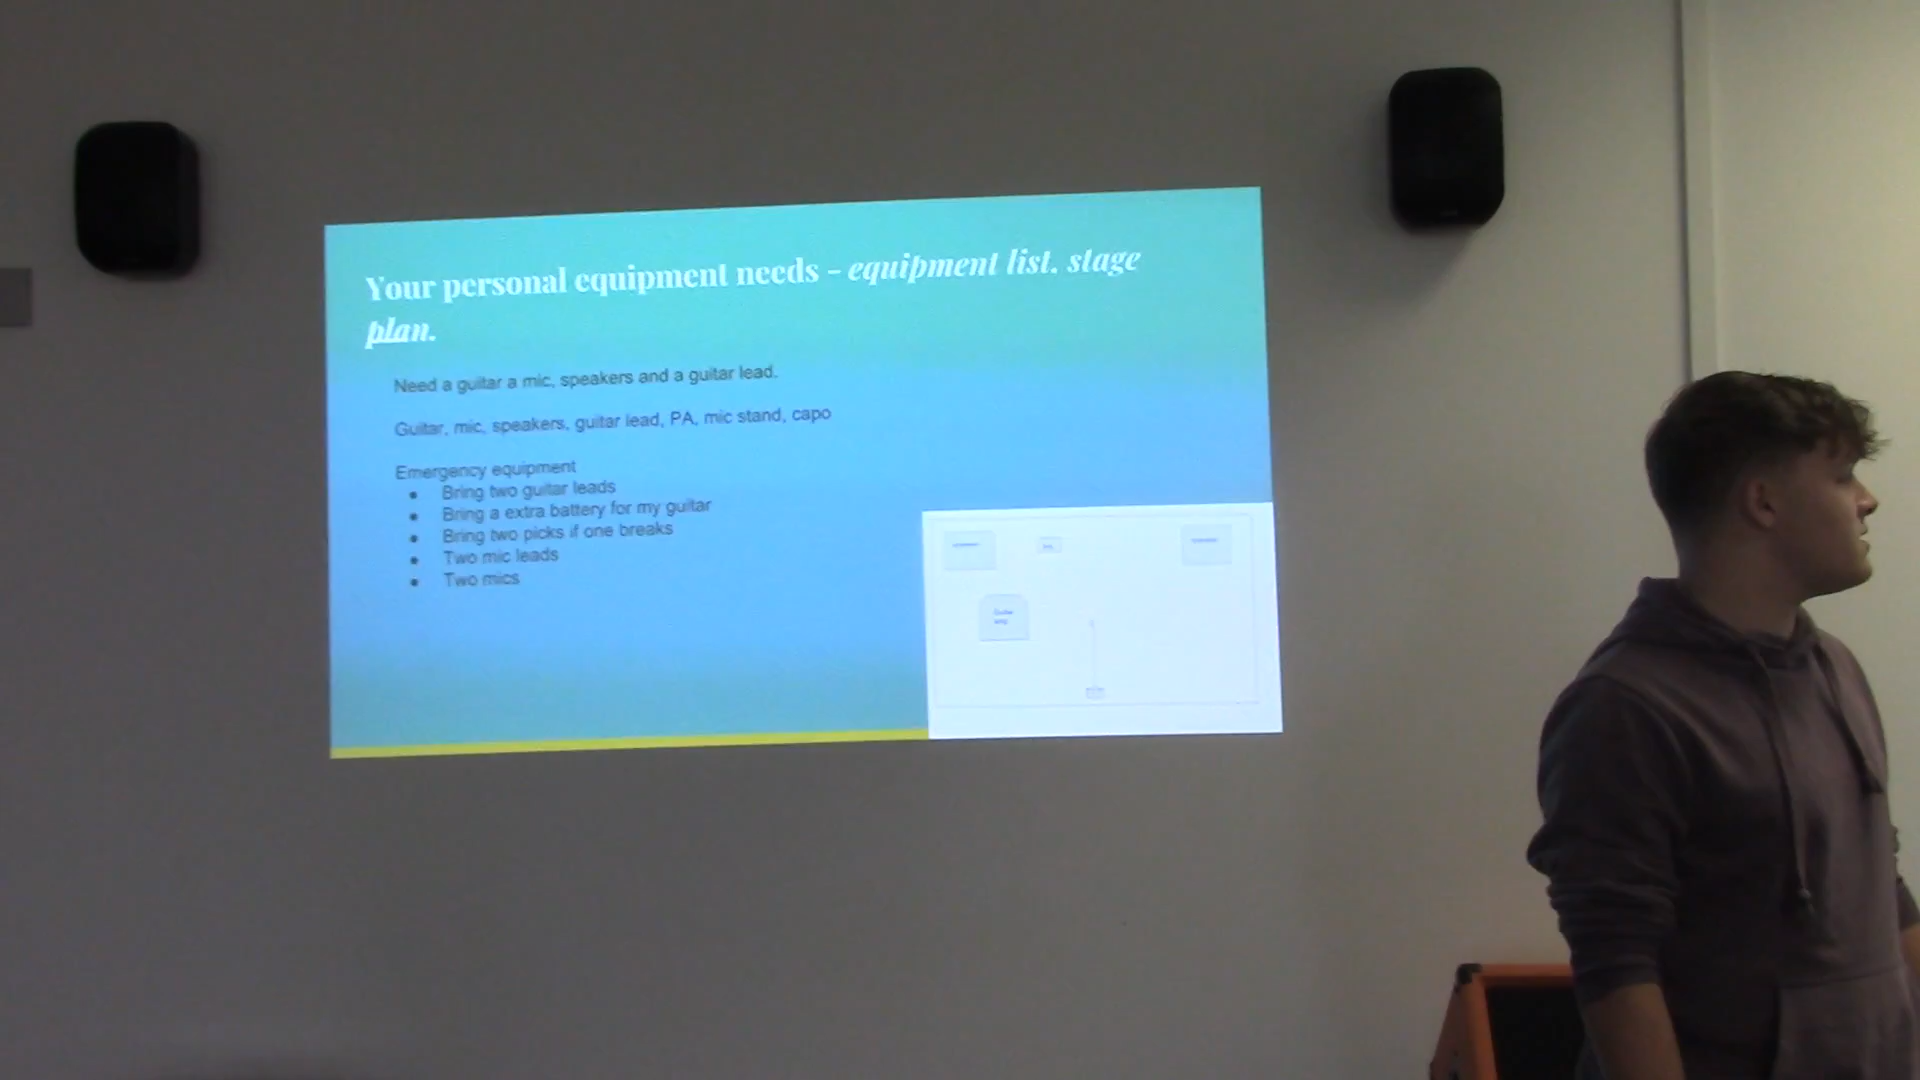 Your personal equipment needs - equipment list. stage
plan.
Need a guitar a mic, speakers and a guitar lead.
Guitar, mic, speakers, guitar lead, PA, mic stand, capo
Emergency equipment
● Bring two guitar leads
● Bring a extra battery for my guitar
● Bring two picks if one breaks
● Two mic leads
● Two mics
Guitar
amp